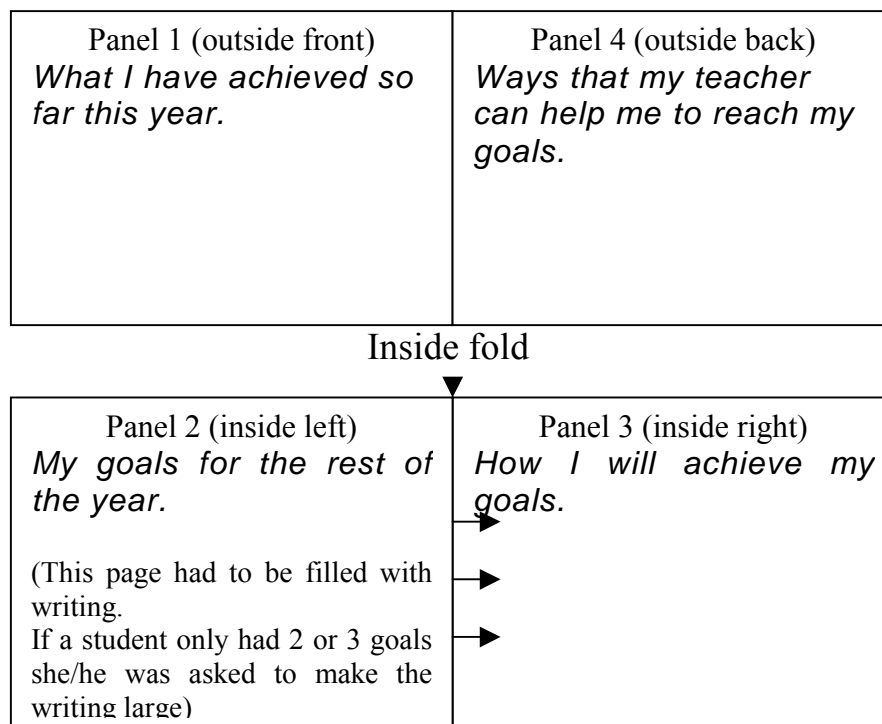 Panel 1 (outside front)
What I have achieved so
far this year.
Panel 4 (outside back)
Ways that my teacher
can help me to reach my
goals.
Inside fold
Panel 2 (inside left)
My goals for the rest of
the year.
(This page had to be filled with
writing.
If a student only had 2 or 3 goals
she/he was asked to make the
writing large)
Panel 3 (inside right)
How I will achieve my
goals.